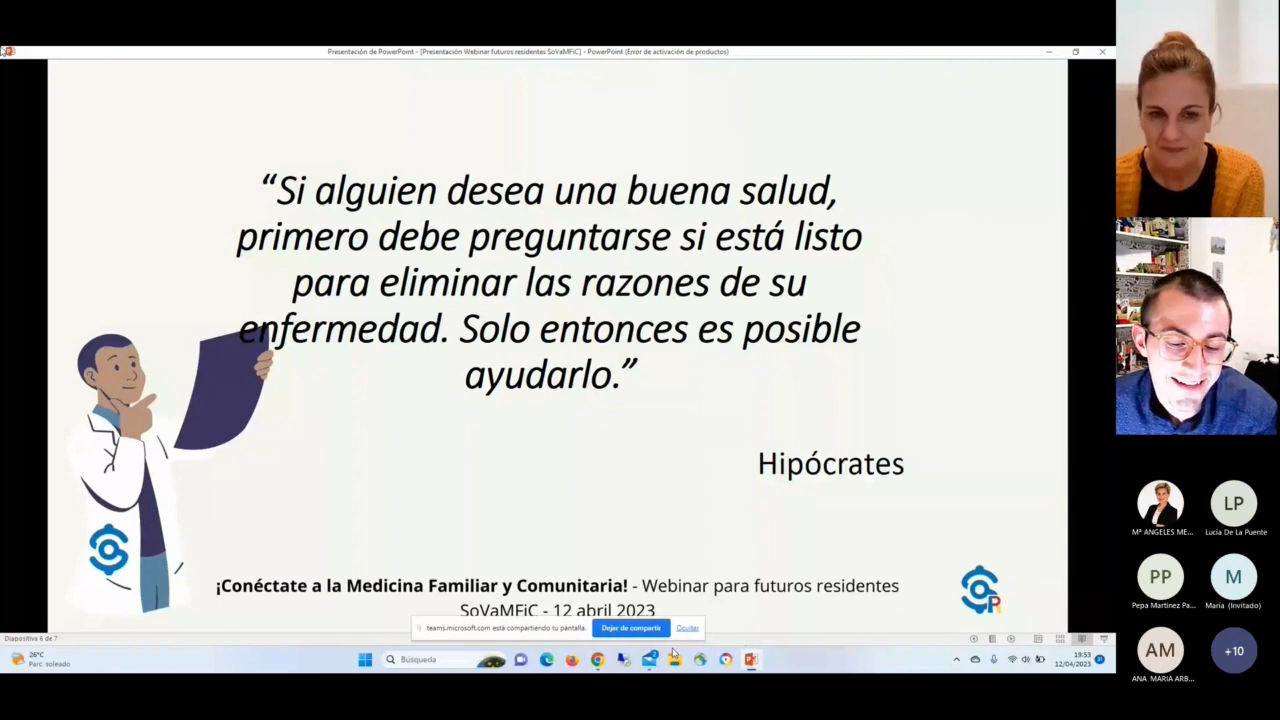 Presentación de PowerPoint - [Presentación Webinar futuros residentes SoVaMFiC] - PowerPoint (Error de activación de productos)
“Si alguien desea una buena salud,
primero debe preguntarse si está listo
para eliminar las razones de su
enfermedad. Solo entonces es posible
ayudarlo.”
Hipócrates
¡Conéctate a la Medicina Familiar y Comunitaria! - Webinar para futuros residentes
SoVaMFiC - 12 abril 2023
teams.microsoft.com está compartiendo tu pantalla.
Dejar de compartir
Ocultar
Diapositiva 6 de 7
26°C
Parc. soleado
Búsqueda
19:53
12/04/2023
Mª ANGELES ME...
LP
Lucía De La Puente
PP
Pepa Martinez Pa...
M
María (Invitado)
AM
ANA MARIA ARB...
+10